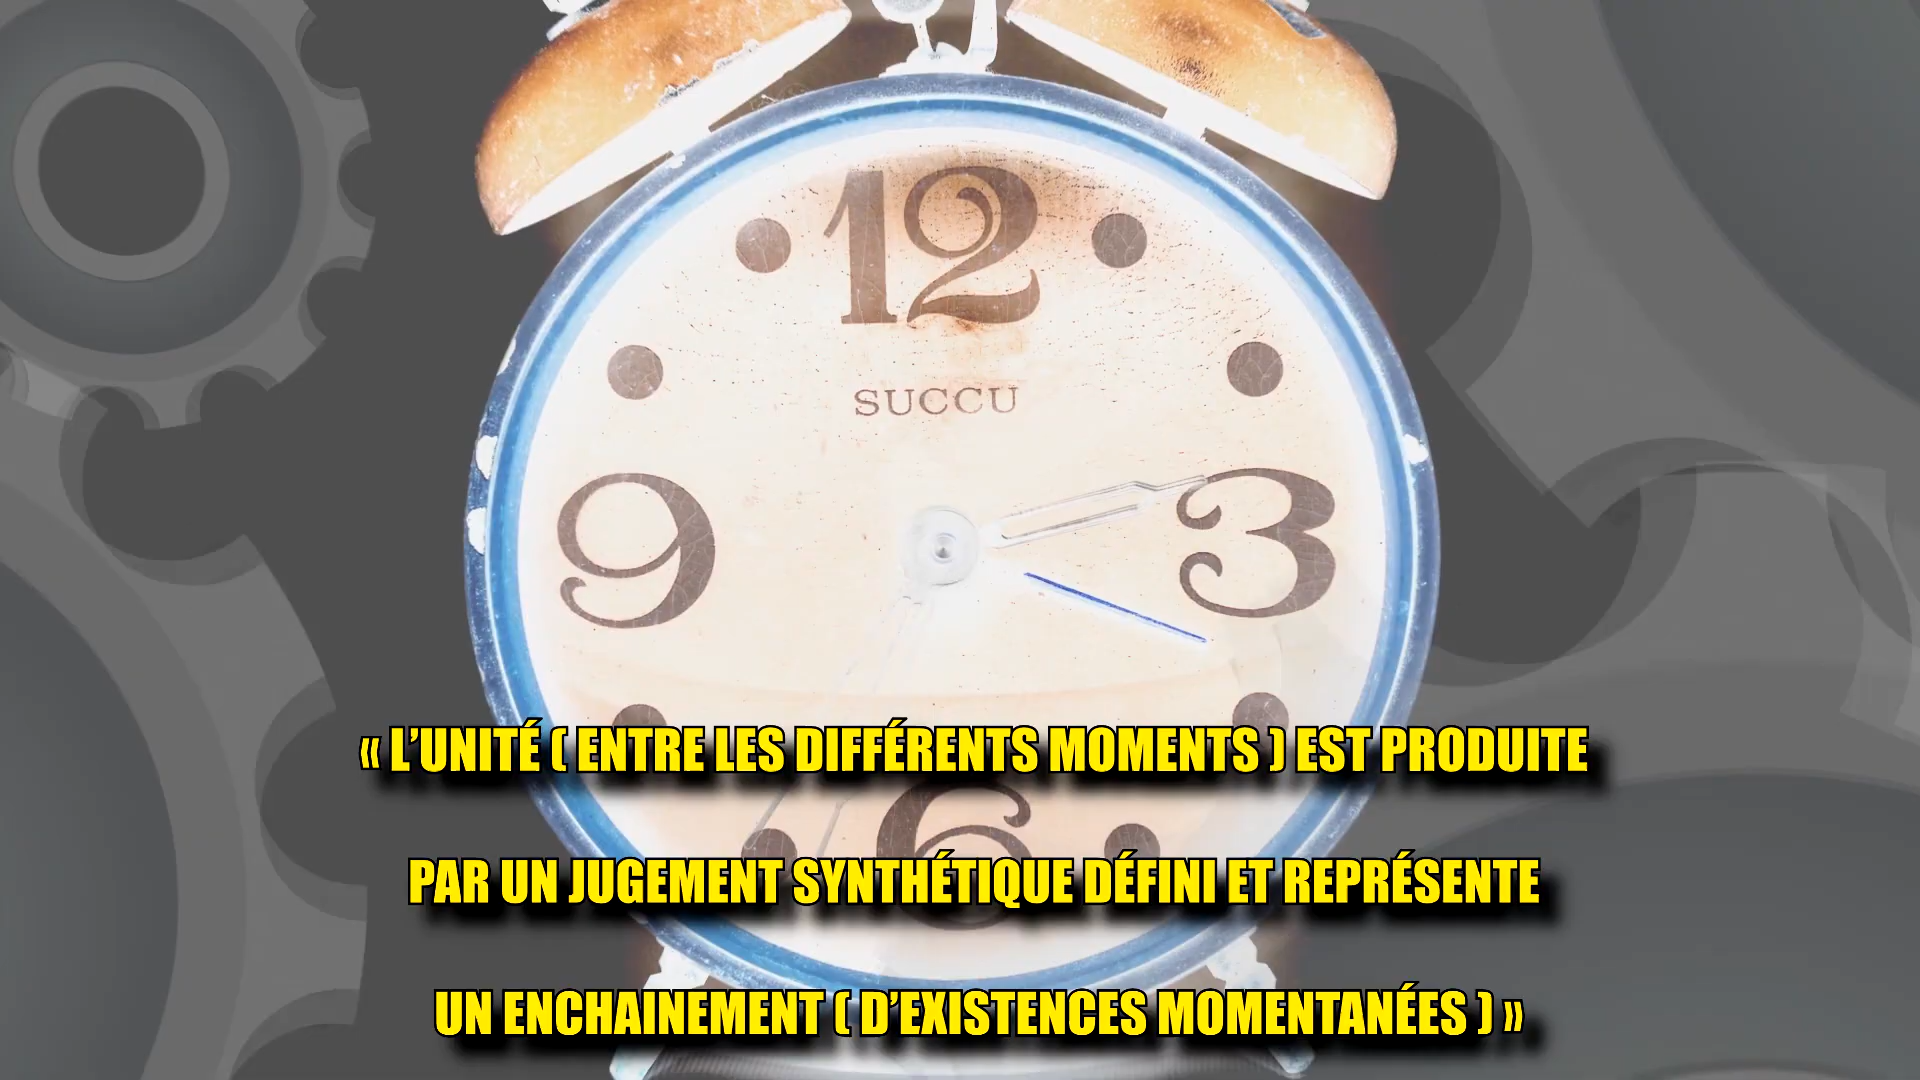 12
SUCCU
9
3
« L’UNITÉ ( ENTRE LES DIFFÉRENTS MOMENTS ) EST PRODUITE
6
PAR UN JUGEMENT SYNTHÉTIQUE DÉFINI ET REPRÉSENTE
UN ENCHAINEMENT ( D’EXISTENCES MOMENTANÉES ) »